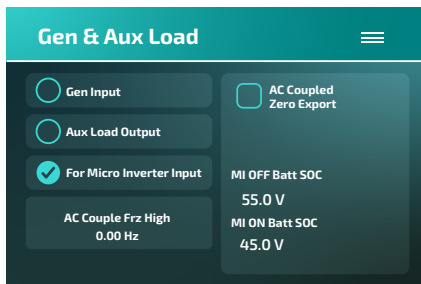 Gen & Aux Load
Gen Input
Aux Load Output
For Micro Inverter Input
AC Couple Frz High
0.00 Hz
AC Coupled
Zero Export
MI OFF Batt SOC
55.0 V
MI ON Batt SOC
45.0 V